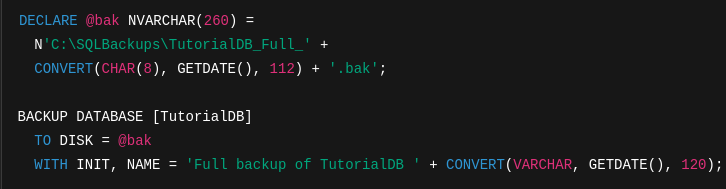 DECLARE @bak NVARCHAR(260) =
N'C:\SQLBackups\TutorialDB_Full_' +
CONVERT(CHAR(8), GETDATE(), 112) + '.bak';
BACKUP DATABASE [TutorialDB]
TO DISK = @bak
WITH INIT, NAME = 'Full backup of TutorialDB ' + CONVERT(VARCHAR, GETDATE(), 120);